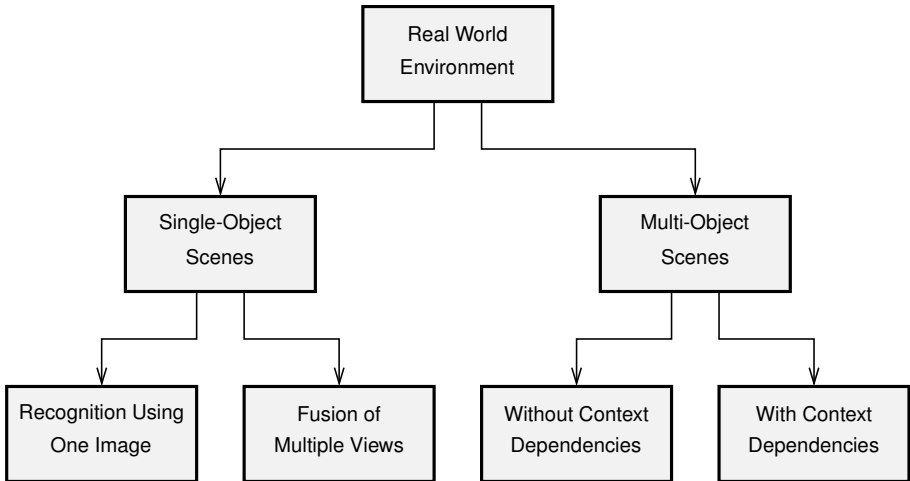 Real World
Environment
Single-Object
Scenes
Multi-Object
Scenes
Recognition Using
One Image
Fusion of
Multiple Views
Without Context
Dependencies
With Context
Dependencies